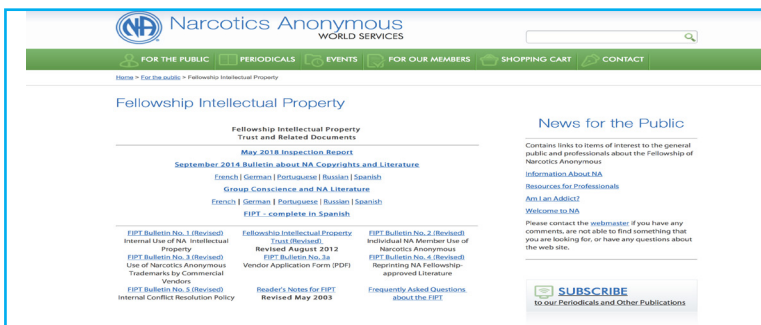 NA
Narcotics Anonymous
WORLD SERVICES
FOR THE PUBLIC PERIODICALS EVENTS FOR OUR MEMBERS SHOPPING CART CONTACT
Home > For the public > Fellowship Intellectual Property
Fellowship Intellectual Property
Fellowship Intellectual Property
Trust and Related Documents
May 2018 Inspection Report
September 2014 Bulletin about NA Copyrights and Literature
French | German | Portuguese | Russian | Spanish
Group Conscience and NA Literature
French | German | Portuguese | Russian | Spanish
FIPT - complete in Spanish
FIPT Bulletin No. 1 (Revised)
Internal Use of NA Intellectual
Property
Fellowship Intellectual Property
Trust (Revised)
Revised August 2012
FIPT Bulletin No. 2 (Revised)
Individual NA Member Use of
Narcotics Anonymous
FIPT Bulletin No. 3 (Revised)
Use of Narcotics Anonymous
Trademarks by Commercial
Vendors
FIPT Bulletin No. 3a
Vendor Application Form (PDF)
FIPT Bulletin No. 4 (Revised)
Reprinting NA Fellowship-
approved Literature
FIPT Bulletin No. 5 (Revised)
Internal Conflict Resolution Policy
Reader's Notes for FIPT
Revised May 2003
Frequently Asked Questions
about the FIPT
News for the Public
Contains links to items of interest to the general
public and professionals about the Fellowship of
Narcotics Anonymous
Information About NA
Resources for Professionals
Am I an Addict?
Welcome to NA
Please contact the webmaster if you have any
comments, are not able to find something that
you are looking for, or have any questions about
the web site.
SUBSCRIBE
to our Periodicals and Other Publications